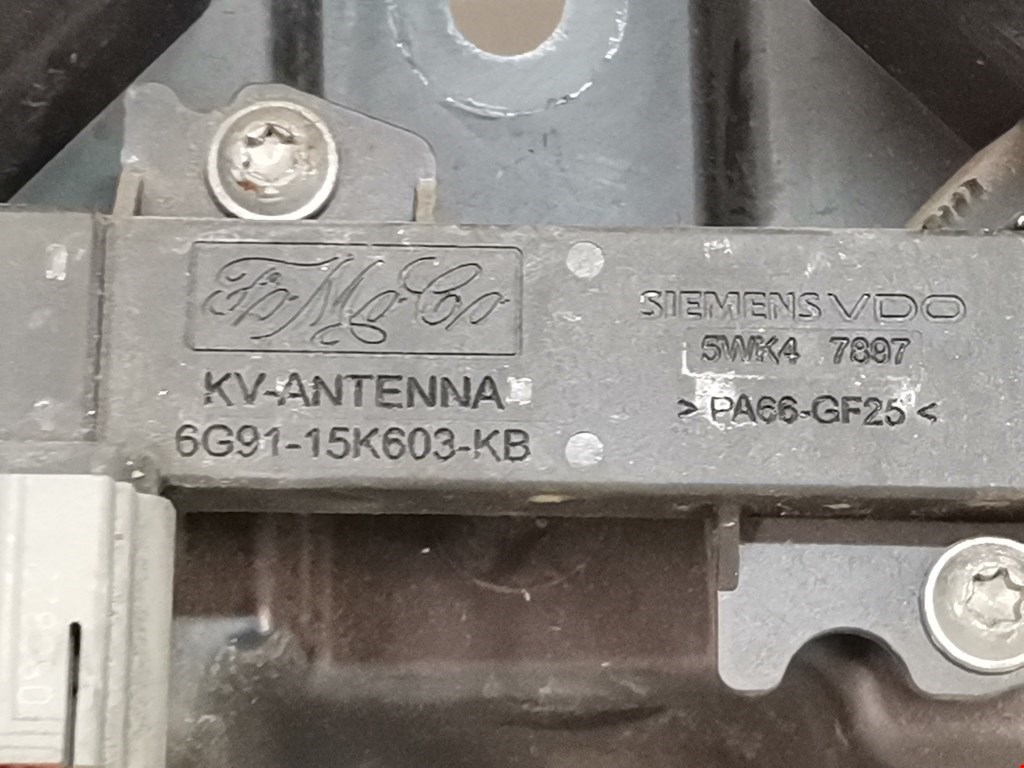 FoMoCo
KV-ANTENNA
6G91-15K603-KB
SIEMENS VDO
5WK4 7897
> PA66-GF25 <